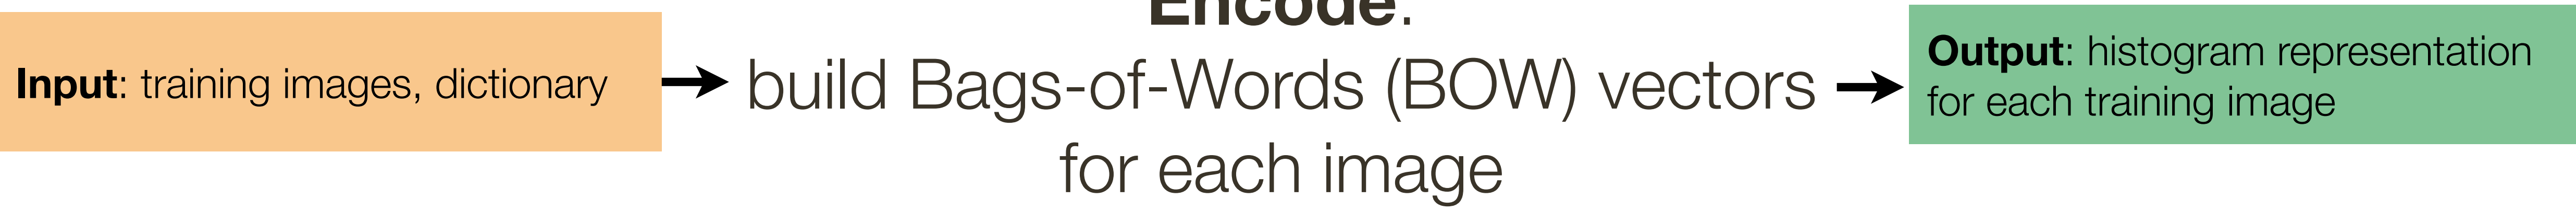 Encode:
Input: training images, dictionary
build Bags-of-Words (BOW) vectors
for each image
Output: histogram representation
for each training image